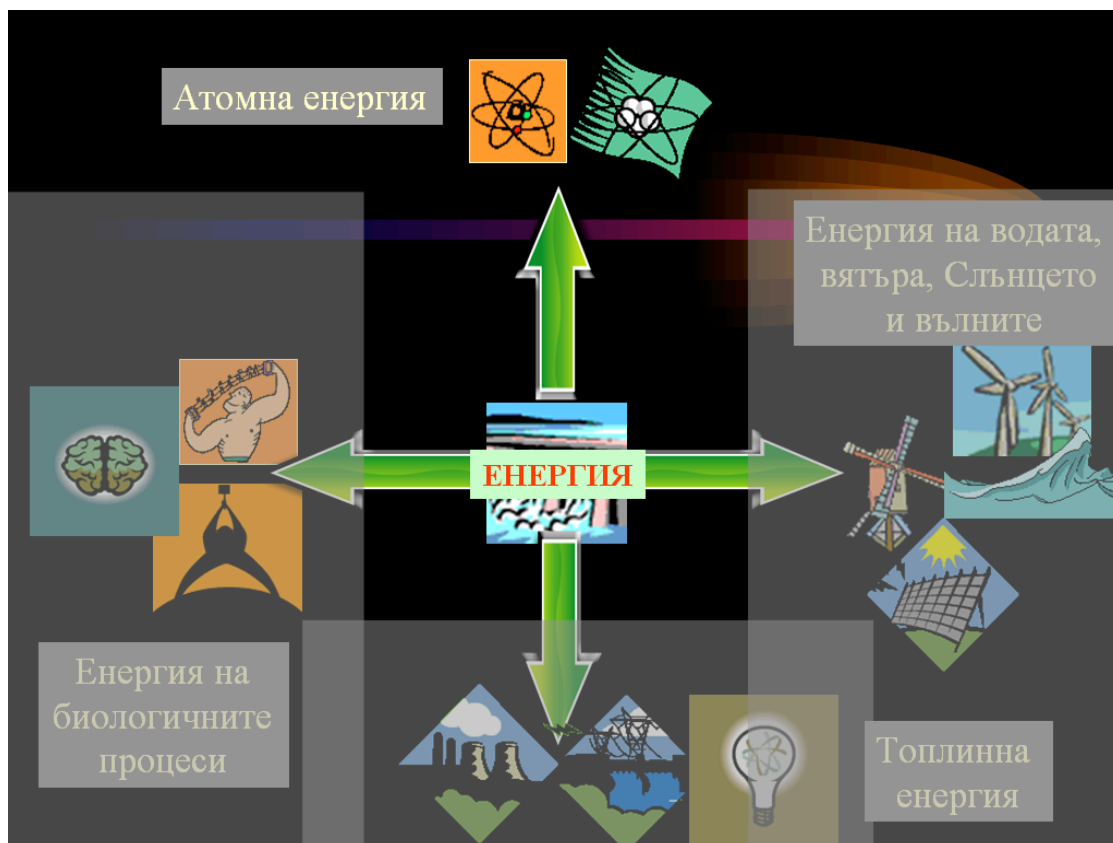 Атомна енергия
Енергия на водата,
вятъра, Слънцето
и вълните
ЕНЕРГИЯ
Енергия на
биологичните
процеси
Топлинна
енергия